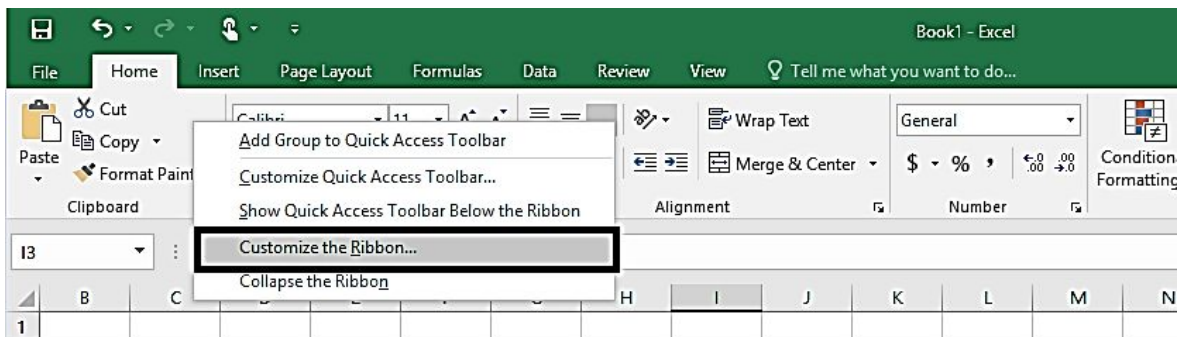 Book1 - Excel
File Home Insert Page Layout Formulas Data Review View Tell me what you want to do...
Cut
Copy
Format Paint
Paste
Clipboard
Calibri 11
Add Group to Quick Access Toolbar
Customize Quick Access Toolbar...
Show Quick Access Toolbar Below the Ribbon
Customize the Ribbon...
Collapse the Ribbon
Wrap Text
Merge & Center
Alignment
General
$ % ,
.00 .0
Number
Condition
Formatting
I3
B C H I J K L M N
1